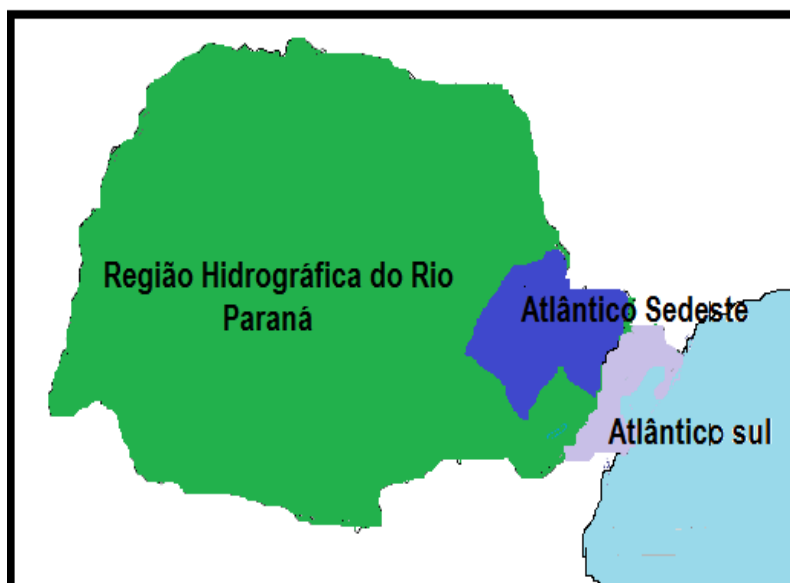 Região Hidrográfica do Rio
Paraná
Atlântico Sedeste
Atlântico sul